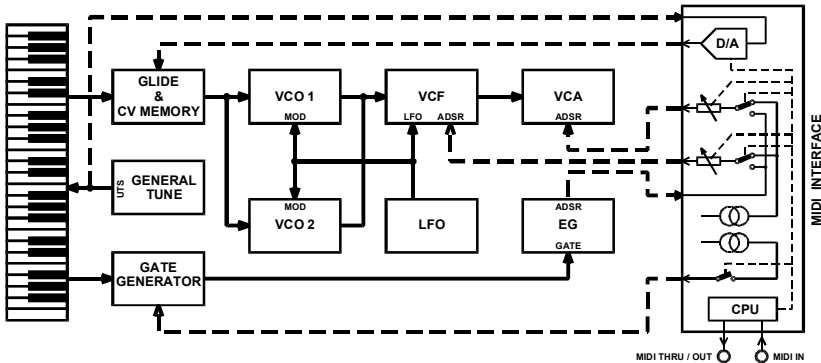 D/A
GLIDE
&
CV MEMORY
VCO 1
MOD
VCF
LFO ADSR
VCA
ADSR
UTS
GENERAL
TUNE
MOD
VCO 2
LFO
ADSR
EG
GATE
GATE
GENERATOR
CPU
MIDI INTERFACE
MIDI THRU / OUT
MIDI IN